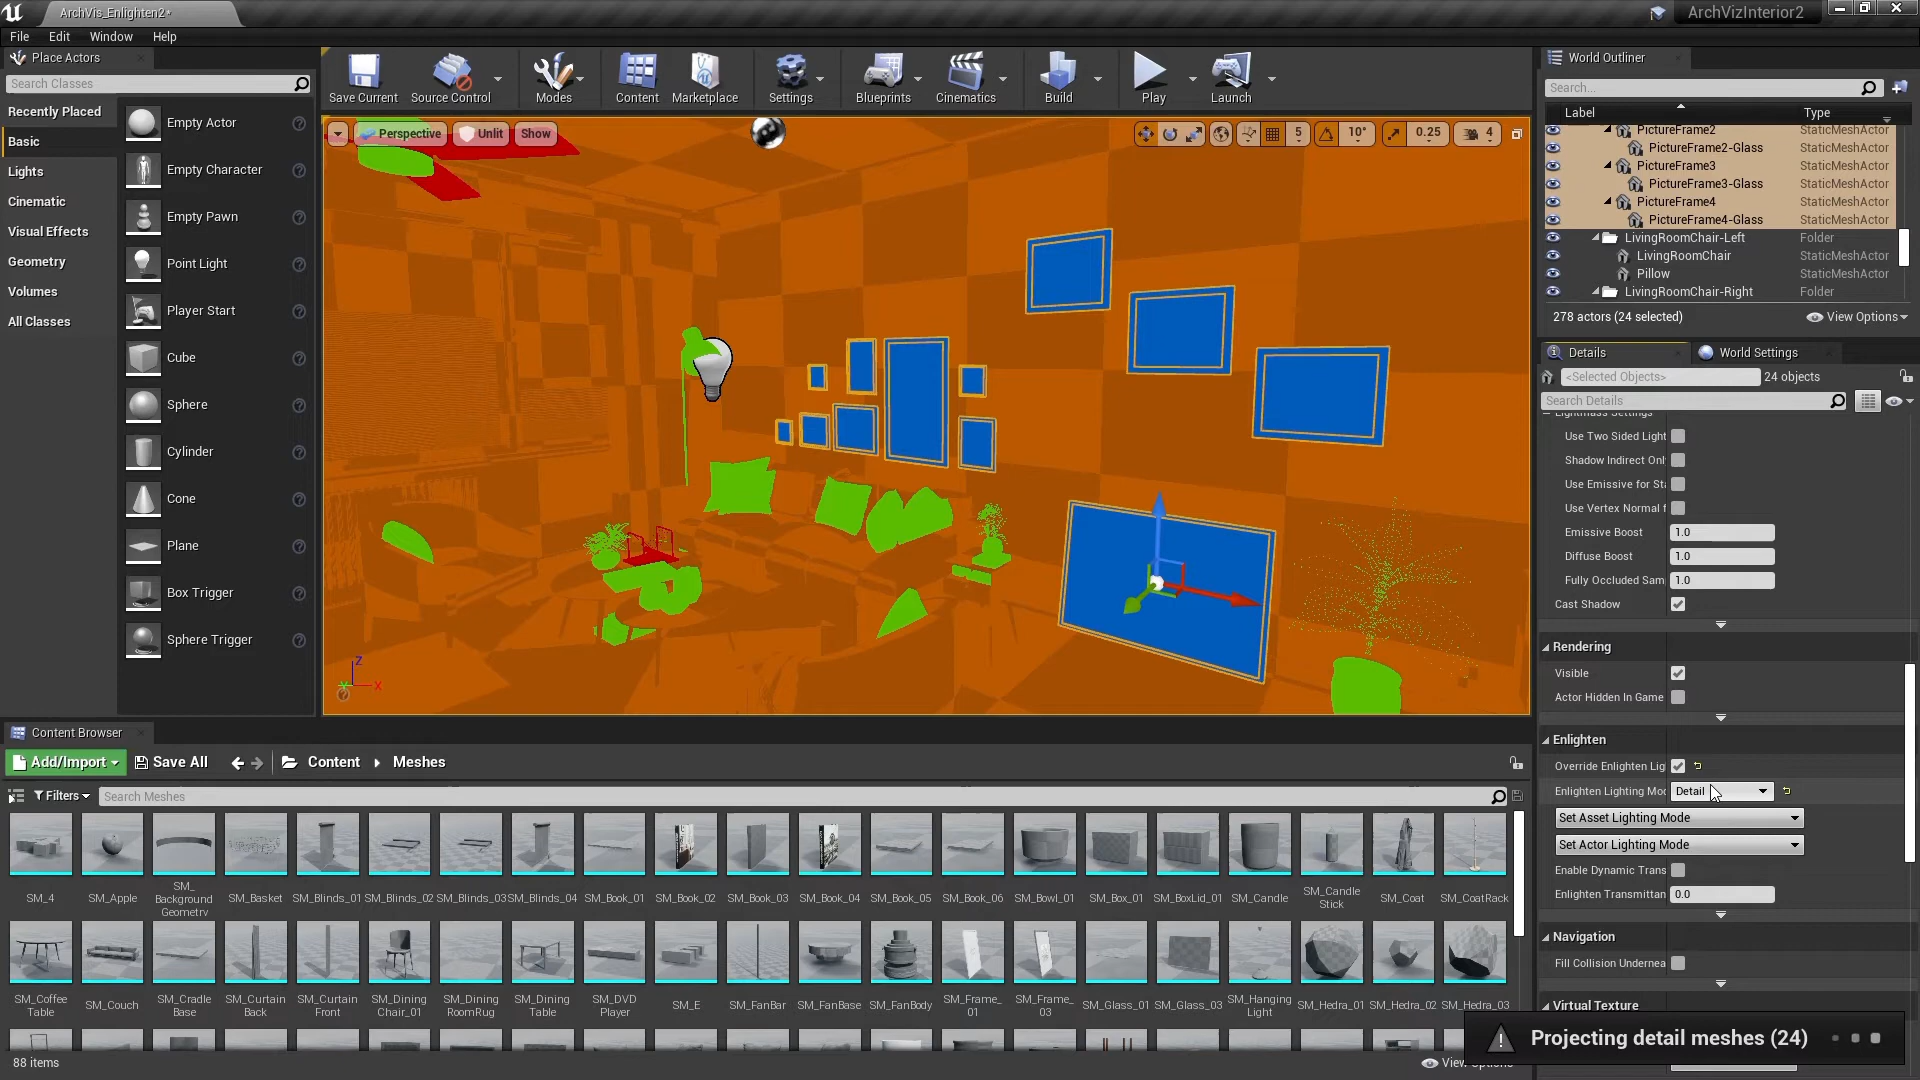 ArchVis_Enlighten2*
ArchVizInterior2
File Edit Window Help
Place Actors
Search Classes
Recently Placed
Basic
Lights
Cinematic
Visual Effects
Geometry
Volumes
All Classes
Empty Actor
Empty Character
Empty Pawn
Point Light
Player Start
Cube
Sphere
Cylinder
Cone
Plane
Box Trigger
Sphere Trigger
Save Current
Source Control
Modes
Content
Marketplace
Settings
Blueprints
Cinematics
Build
Play
Launch
Perspective Unlit Show
5 10° 0.25 4
Z
X
World Outliner
Search...
Label Type
PictureFrame2 StaticMeshActor
PictureFrame2-Glass StaticMeshActor
PictureFrame3 StaticMeshActor
PictureFrame3-Glass StaticMeshActor
PictureFrame4 StaticMeshActor
PictureFrame4-Glass StaticMeshActor
LivingRoomChair-Left Folder
LivingRoomChair StaticMeshActor
Pillow StaticMeshActor
LivingRoomChair-Right Folder
278 actors (24 selected) View Options
Details World Settings
<Selected Objects> 24 objects
Search Details
Lightmass Settings
Use Two Sided Light
Shadow Indirect Onl
Use Emissive for Sta
Use Vertex Normal f
Emissive Boost 1.0
Diffuse Boost 1.0
Fully Occluded Sam 1.0
Cast Shadow
Rendering
Visible
Actor Hidden In Game
Enlighten
Override Enlighten Lig
Enlighten Lighting Moc Detail
Set Asset Lighting Mode
Set Actor Lighting Mode
Enable Dynamic Trans
Enlighten Transmittan 0.0
Navigation
Fill Collision Undernea
Virtual Texture
Projecting detail meshes (24)
Content Browser
Add/Import Save All Content Meshes
Filters Search Meshes
SM_4
SM_Apple
SM_
Background
Geometry
SM_Basket
SM_Blinds_01
SM_Blinds_02
SM_Blinds_03
SM_Blinds_04
SM_Book_01
SM_Book_02
SM_Book_03
SM_Book_04
SM_Book_05
SM_Book_06
SM_Bowl_01
SM_Box_01
SM_BoxLid_01
SM_Candle
SM_Candle
Stick
SM_Coat
SM_CoatRack
SM_Coffee
Table
SM_Couch
SM_Cradle
Base
SM_Curtain
Back
SM_Curtain
Front
SM_Dining
Chair_01
SM_Dining
RoomRug
SM_Dining
Table
SM_DVD
Player
SM_E
SM_FanBar
SM_FanBase
SM_FanBody
SM_Frame_
01
SM_Frame_
03
SM_Glass_01
SM_Glass_03
SM_Hanging
Light
SM_Hedra_01
SM_Hedra_02
SM_Hedra_03
88 items
View Options